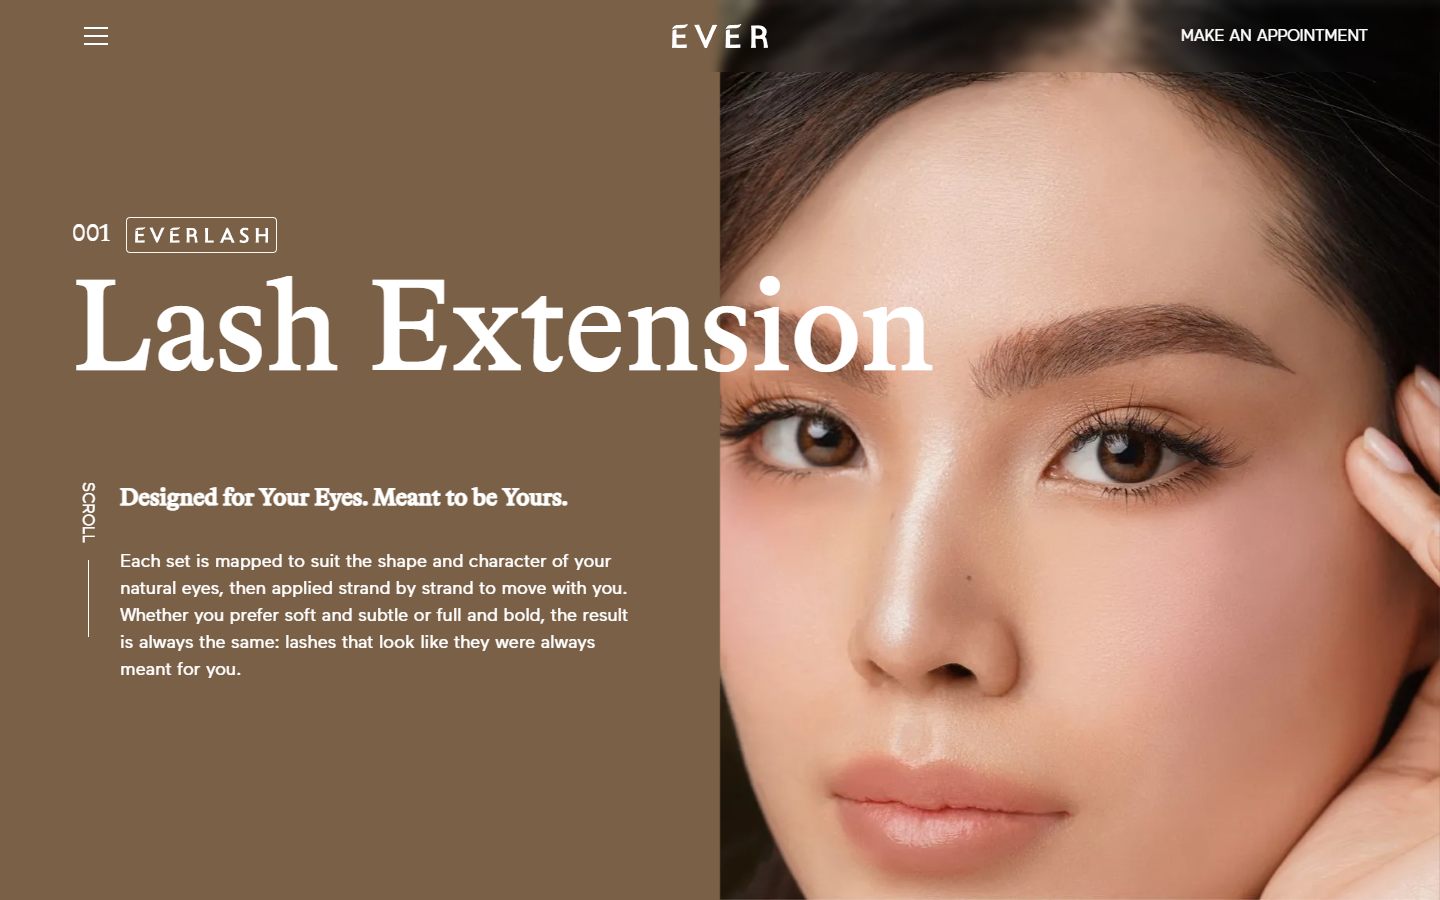 EVER
MAKE AN APPOINTMENT
001
EVERLASH
Lash Extension
SCROLL
Designed for Your Eyes. Meant to be Yours.
Each set is mapped to suit the shape and character of your
natural eyes, then applied strand by strand to move with you.
Whether you prefer soft and subtle or full and bold, the result
is always the same: lashes that look like they were always
meant for you.